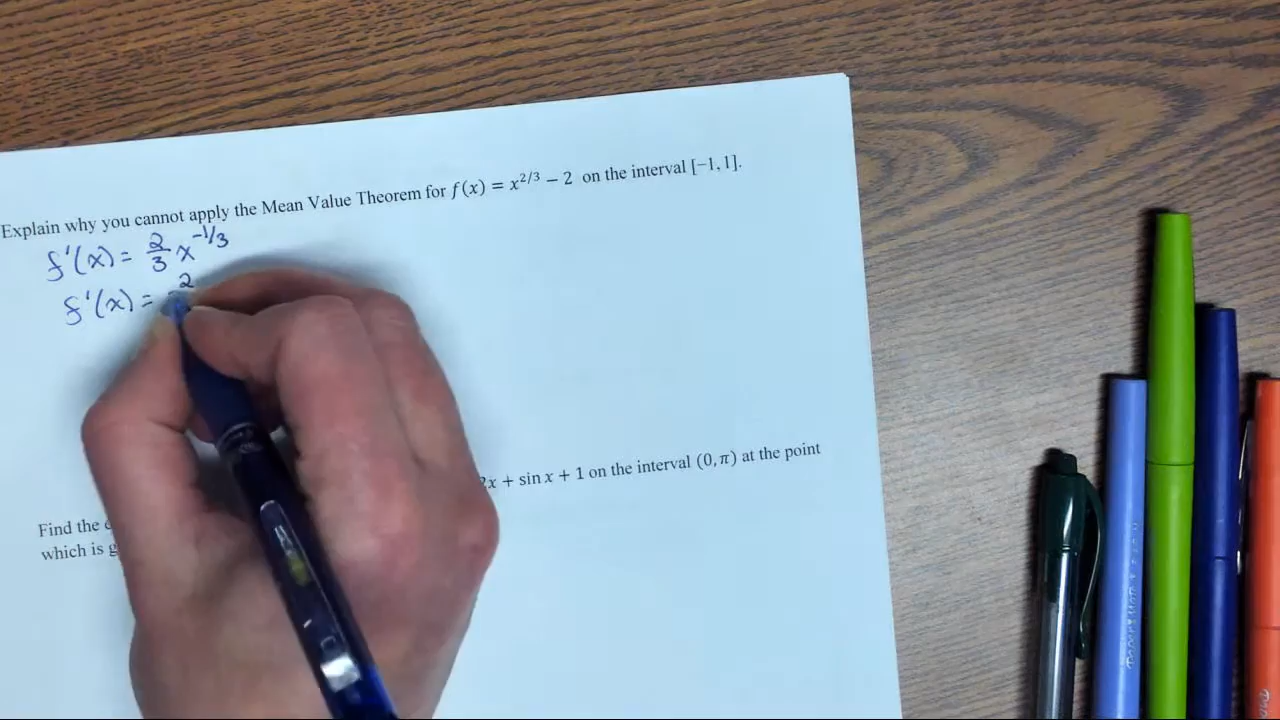 Explain why you cannot apply the Mean Value Theorem for f(x) = x^{2/3} − 2 on the interval [−1, 1].
f'(x) = 2/3 x^{-1/3}
f'(x) = 2
2x + sin x + 1 on the interval (0, π) at the point
Find the
which is